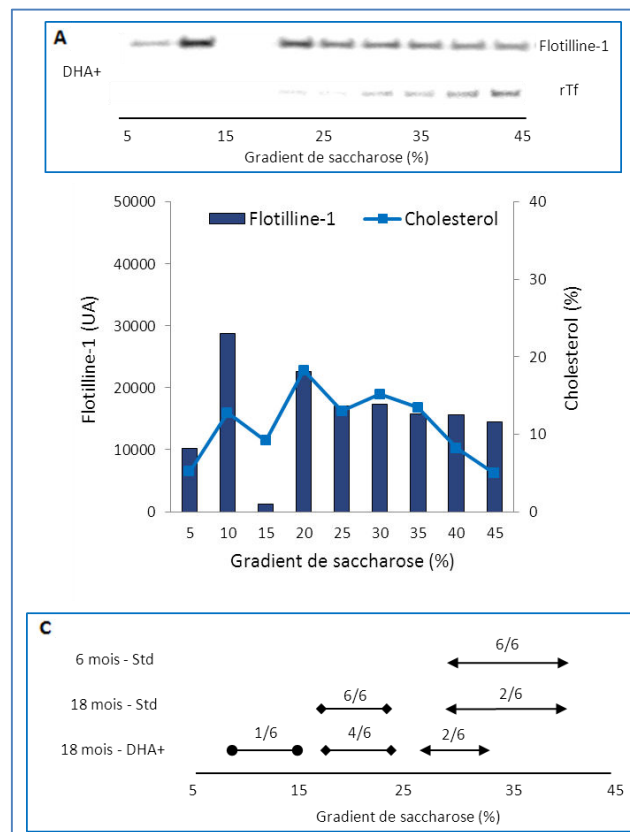 A
Flotilline-1
DHA+
rTf
5 15 25 35 45
Gradient de saccharose (%)
50000 40
Flotilline-1 Cholesterol
40000
30
30000
20
20000
10
10000
0 0
Flotilline-1 (UA)
Cholesterol (%)
5 10 15 20 25 30 35 40 45
Gradient de saccharose (%)
C
6/6
6 mois - Std
6/6 2/6
18 mois - Std
1/6 4/6 2/6
18 mois - DHA+
5 15 25 35 45
Gradient de saccharose (%)